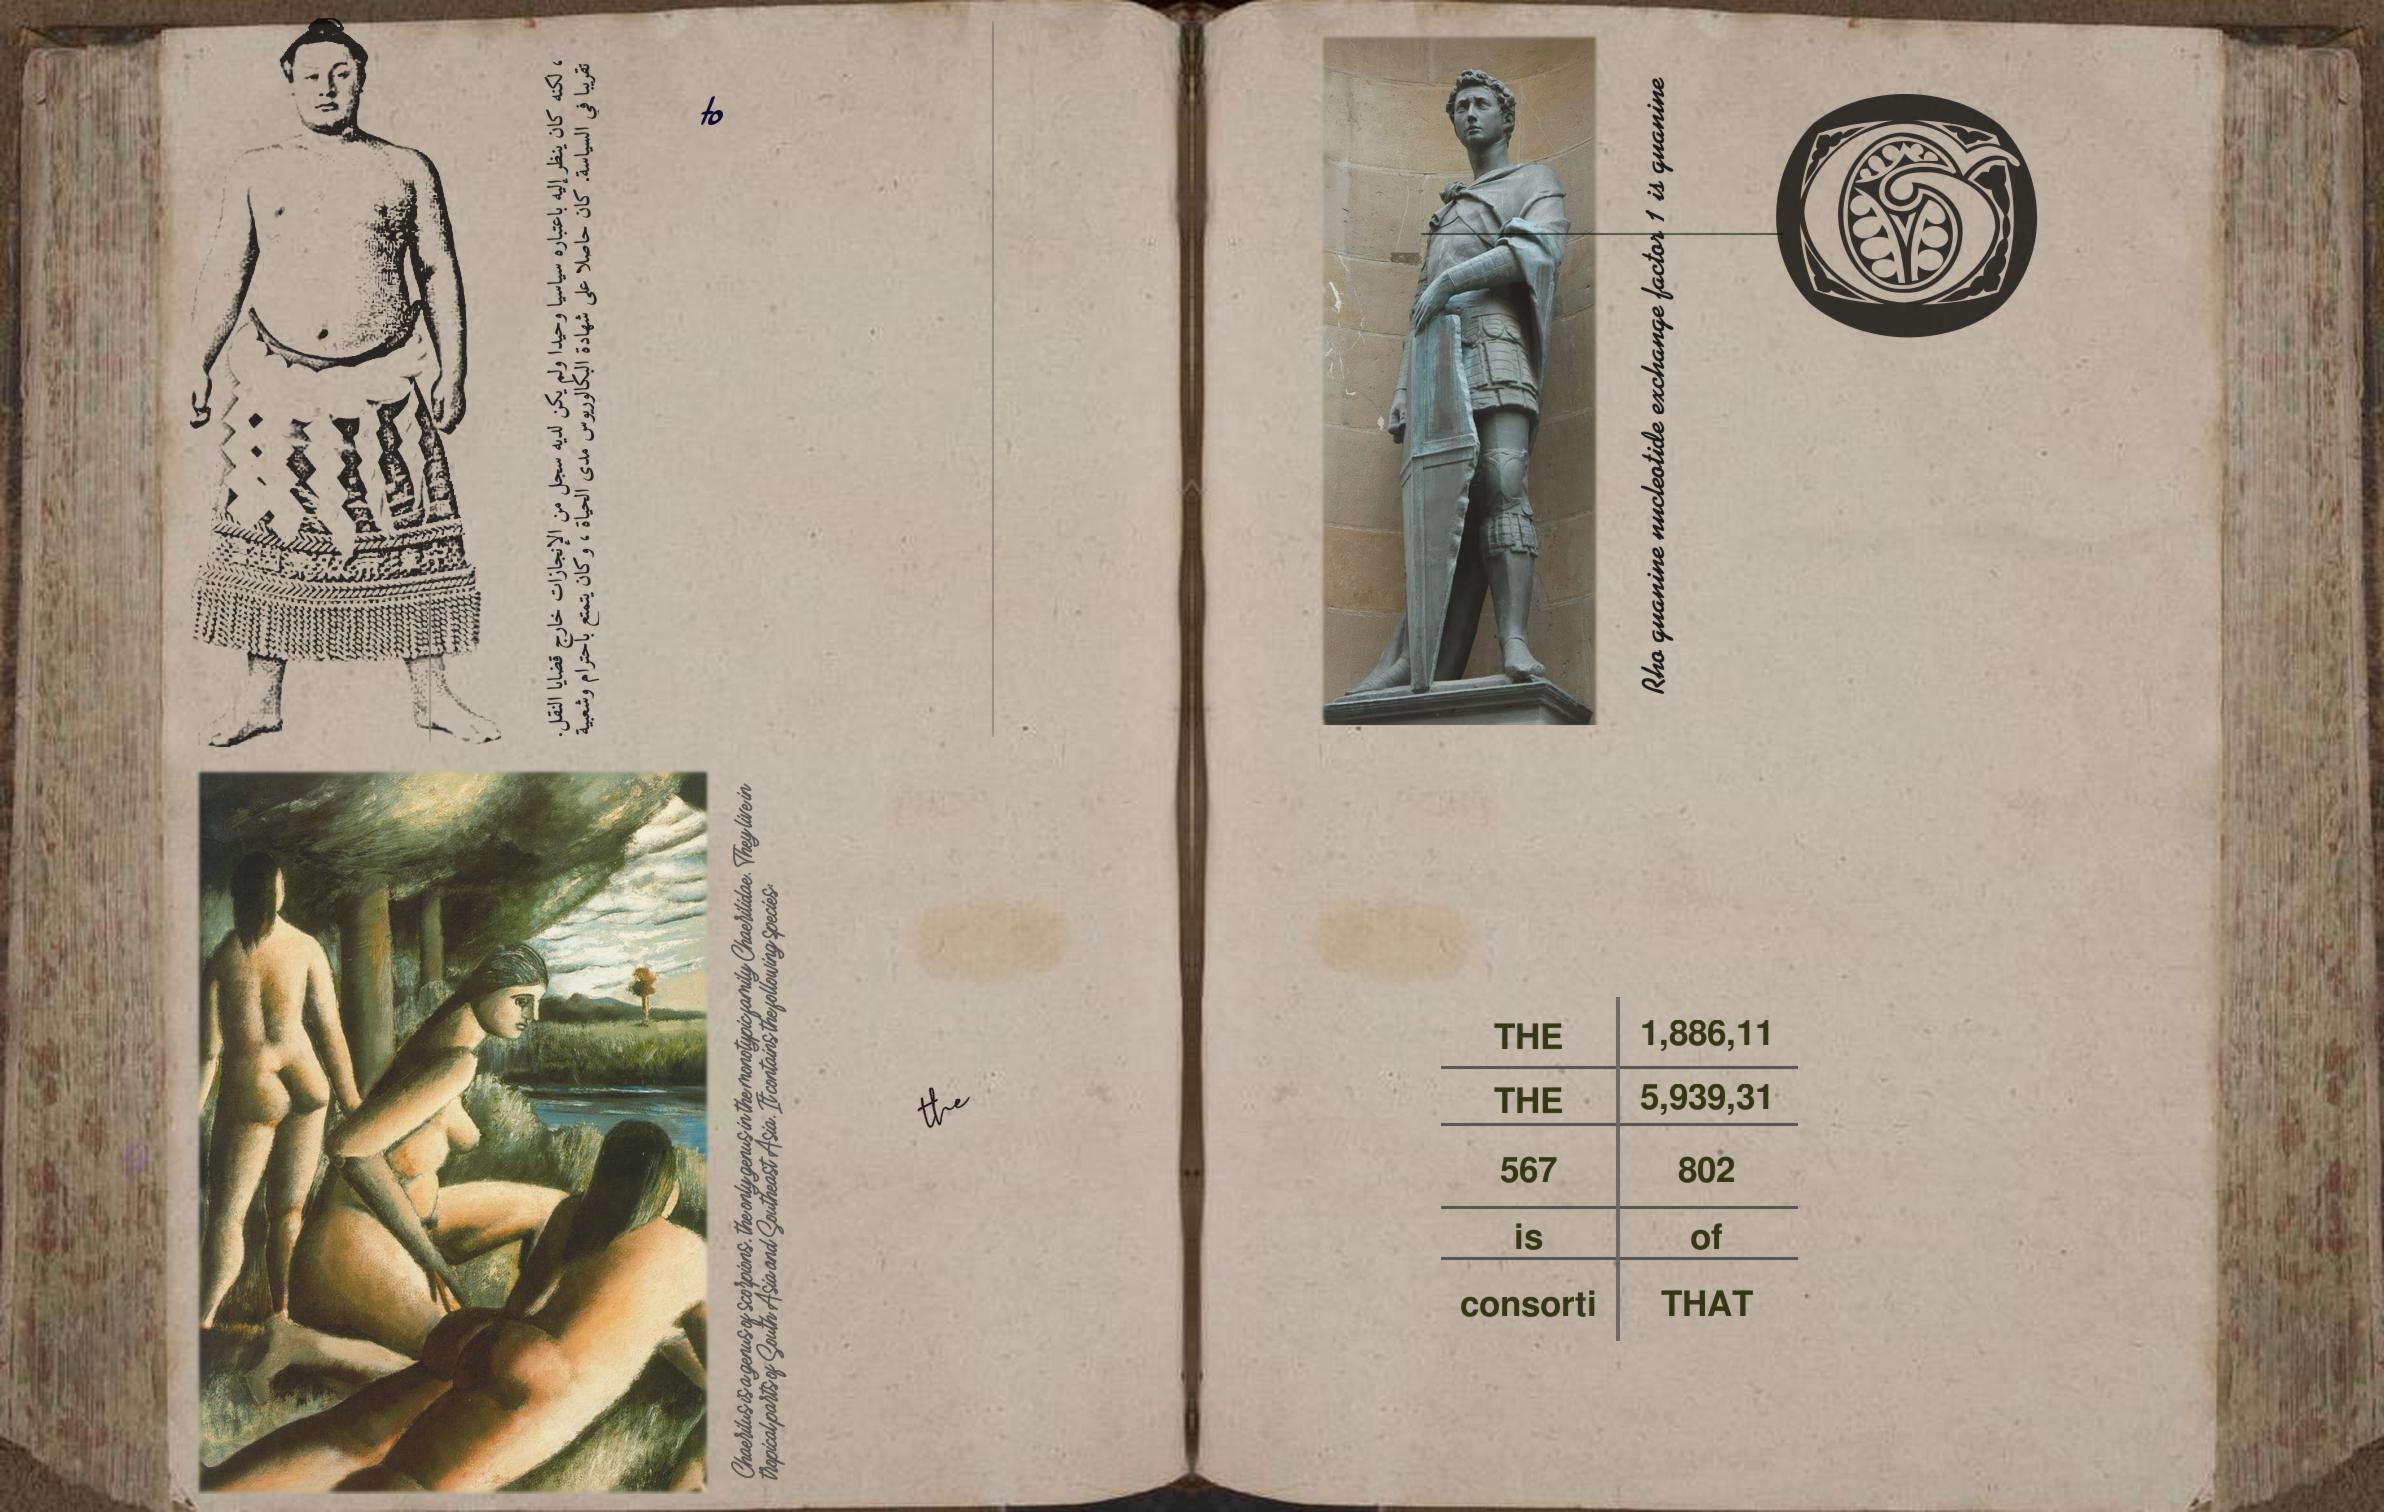 ، لكنه كان ينظر إليه باعتباره سياسيا وحيدا ولم يكن لديه سجل من الإنجازات خارج قضايا النقل.
تقريبا في السياسة. كان حاصلا على شهادة البكالوريوس مدى الحياة ، وكان يتمتع باحترام وشعبية
to
Chaerilus is a genus of scorpions, the only genus in the monotypic family Chaerilidae. They live in
tropical parts of South Asia and Southeast Asia. It contains the following species:
the
Rho guanine nucleotide exchange factor 1 is guanine
G
THE 1,886,11
THE 5,939,31
567 802
is of
consorti THAT